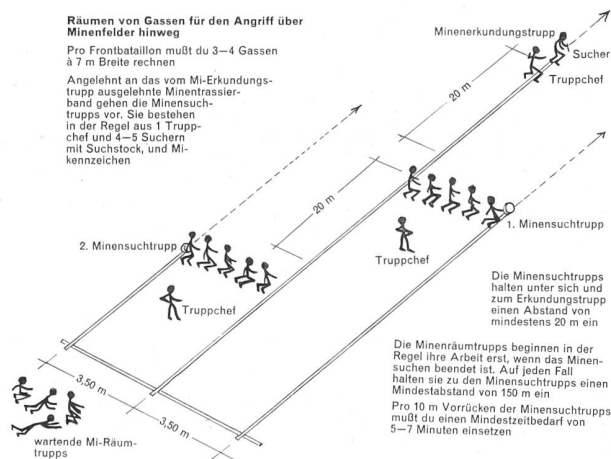 Räumen von Gassen für den Angriff über
Minenfelder hinweg
Pro Frontbataillon mußt du 3—4 Gassen
à 7 m Breite rechnen
Angelehnt an das vom Mi-Erkundungs-
trupp ausgelehnte Minentrassier-
band gehen die Minensuch-
trupps vor. Sie bestehen
in der Regel aus 1 Trupp-
chef und 4—5 Suchern
mit Suchstock, und Mi-
kennzeichen
Minenerkundungstrupp
Sucher
Truppchef
20 m
20 m
1. Minensuchtrupp
2. Minensuchtrupp
Truppchef
Truppchef
Die Minensuchtrupps
halten unter sich und
zum Erkundungstrupp
einen Abstand von
mindestens 20 m ein
Die Minenräumtrupps beginnen in der
Regel ihre Arbeit erst, wenn das Minen-
suchen beendet ist. Auf jeden Fall
halten sie zu den Minensuchtrupps einen
Mindestabstand von 150 m ein
Pro 10 m Vorrücken der Minensuchtrupps
mußt du einen Mindestzeitbedarf von
5—7 Minuten einsetzen
3,50 m
3,50 m
wartende Mi-Räum-
trupps